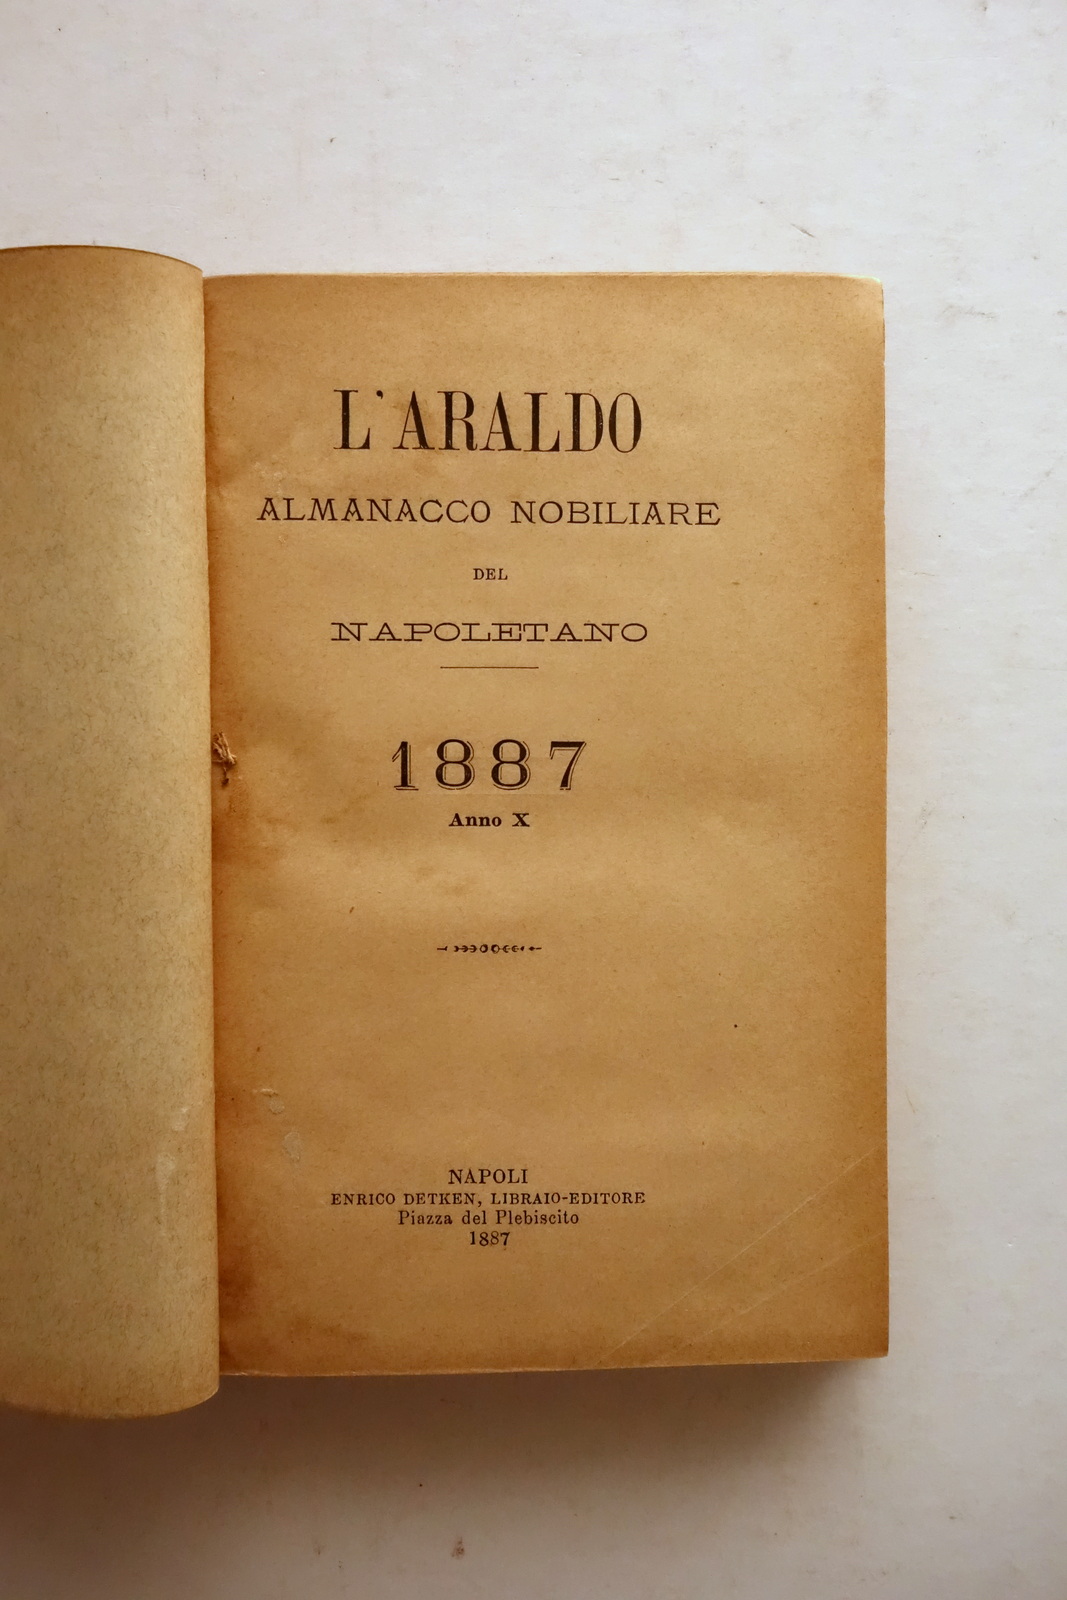 L'ARALDO
ALMANACCO NOBILIARE
DEL
NAPOLETANO
1887
Anno X
NAPOLI
ENRICO DETKEN, LIBRAIO-EDITORE
Piazza del Plebiscito
1887